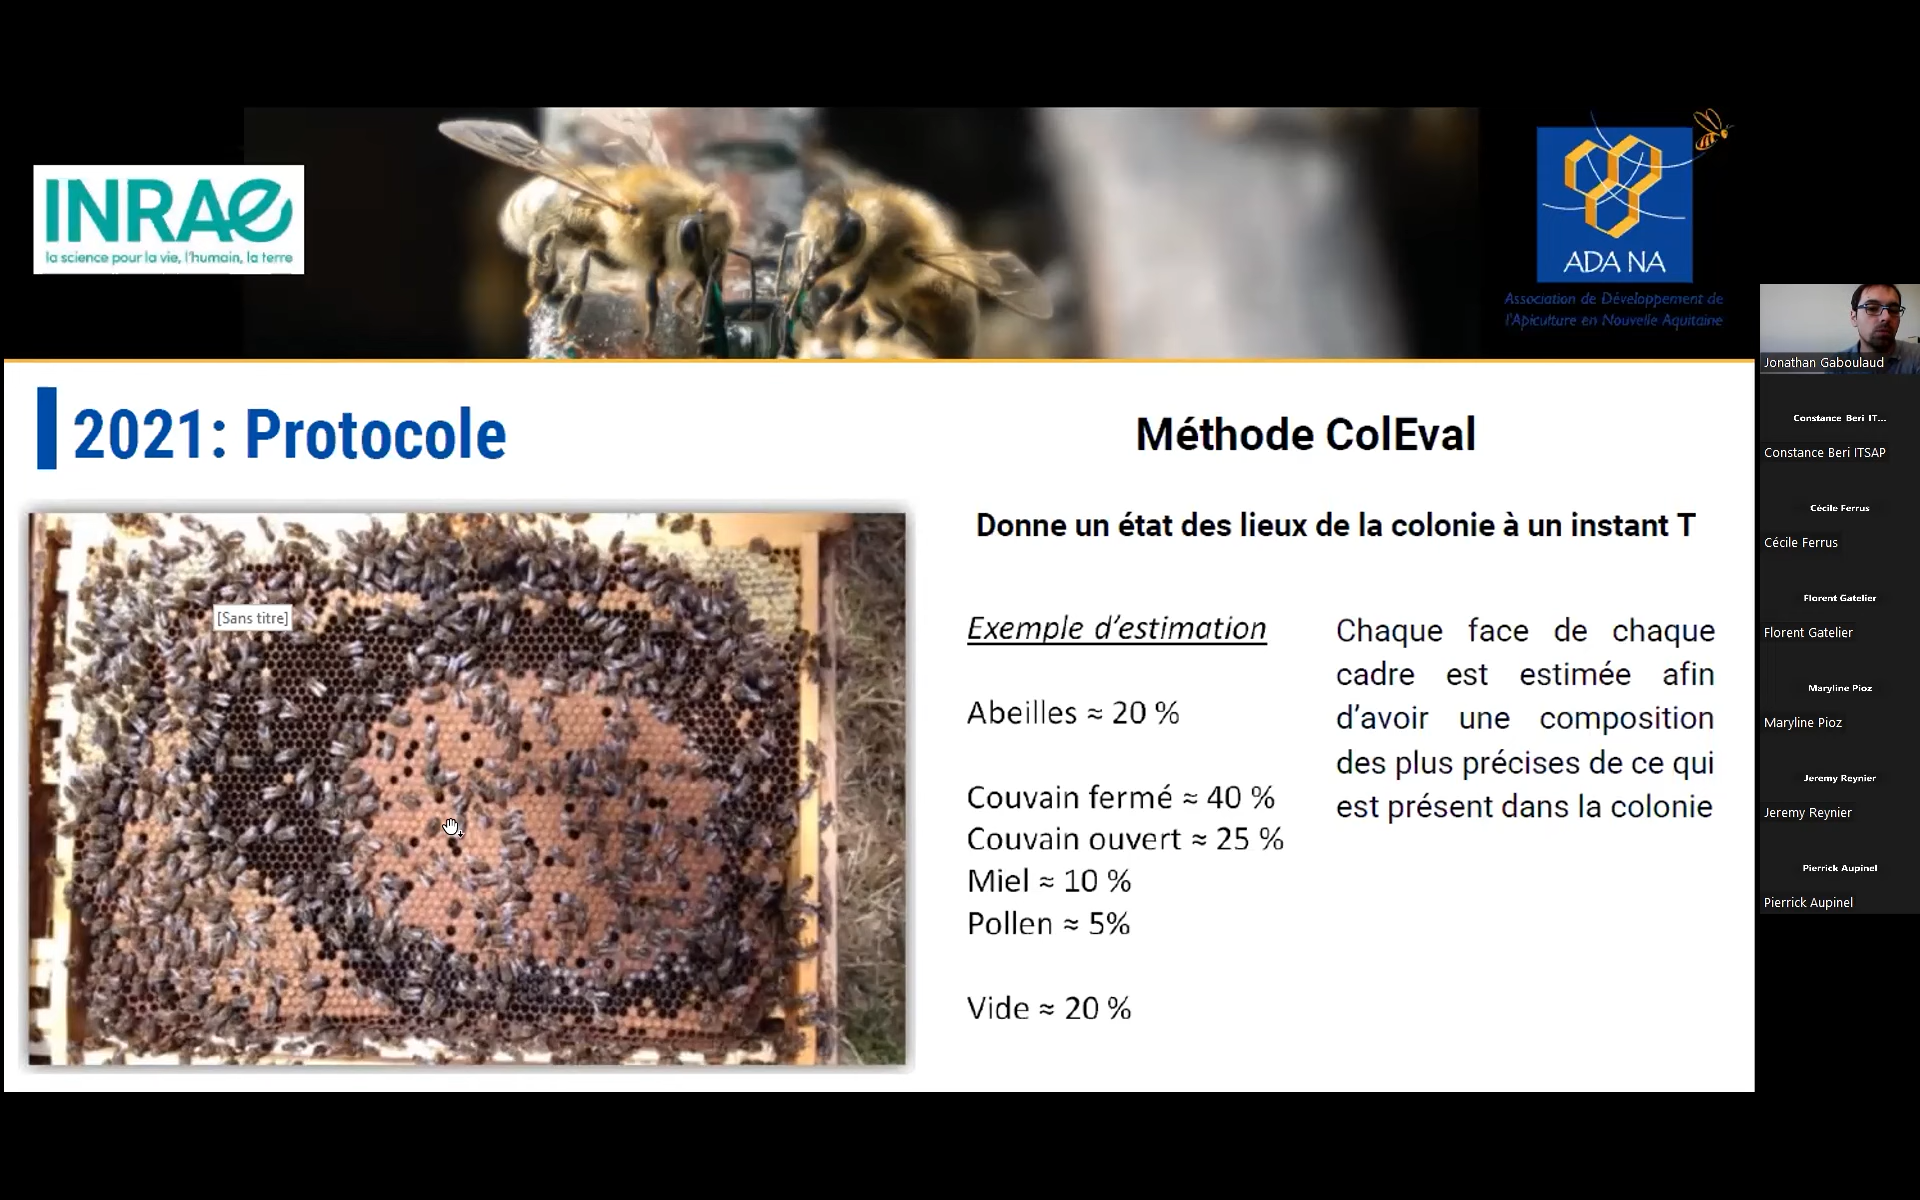 INRAE
la science pour la vie, l'humain, la terre
ADA NA
Association de Développement de
l'Apiculture en Nouvelle Aquitaine
2021: Protocole
Méthode ColEval
Donne un état des lieux de la colonie à un instant T
[Sans titre]
Exemple d'estimation
Abeilles ≈ 20 %
Couvain fermé ≈ 40 %
Couvain ouvert ≈ 25 %
Miel ≈ 10 %
Pollen ≈ 5%
Vide ≈ 20 %
Chaque face de chaque
cadre est estimée afin
d'avoir une composition
des plus précises de ce qui
est présent dans la colonie
Jonathan Gaboulaud
Constance Beri IT...
Constance Beri ITSAP
Cécile Ferrus
Cécile Ferrus
Florent Gatelier
Florent Gatelier
Maryline Pioz
Maryline Pioz
Jeremy Reynier
Jeremy Reynier
Pierrick Aupinel
Pierrick Aupinel